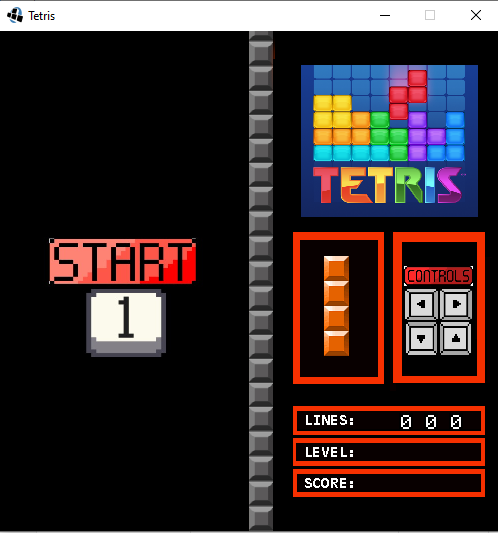 Tetris
TETRIS
START
1
CONTROLS
LINES: 0 0 0
LEVEL:
SCORE: